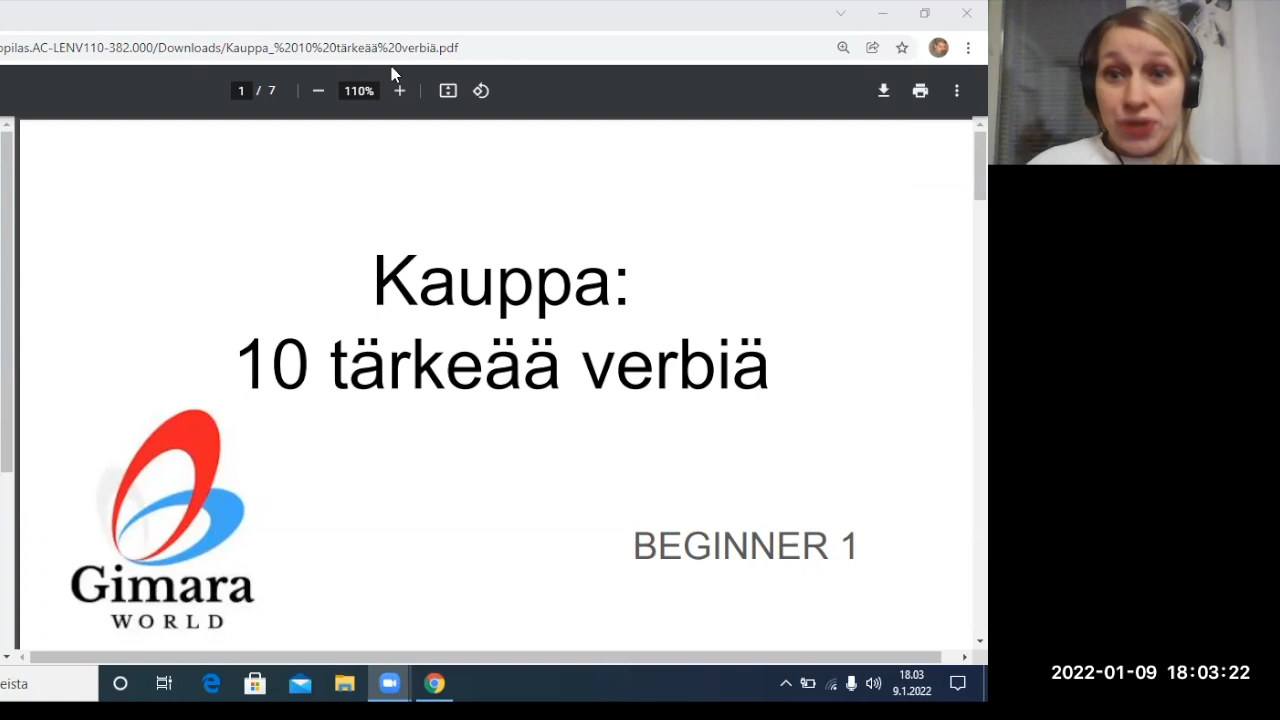 opilas.AC-LENV110-382.000/Downloads/Kauppa_%2010%20tärkeää%20verbiä.pdf
1 / 7
110%
Kauppa:
10 tärkeää verbiä
BEGINNER 1
Gimara
WORLD
eista
18.03
9.1.2022
2022-01-09 18:03:22